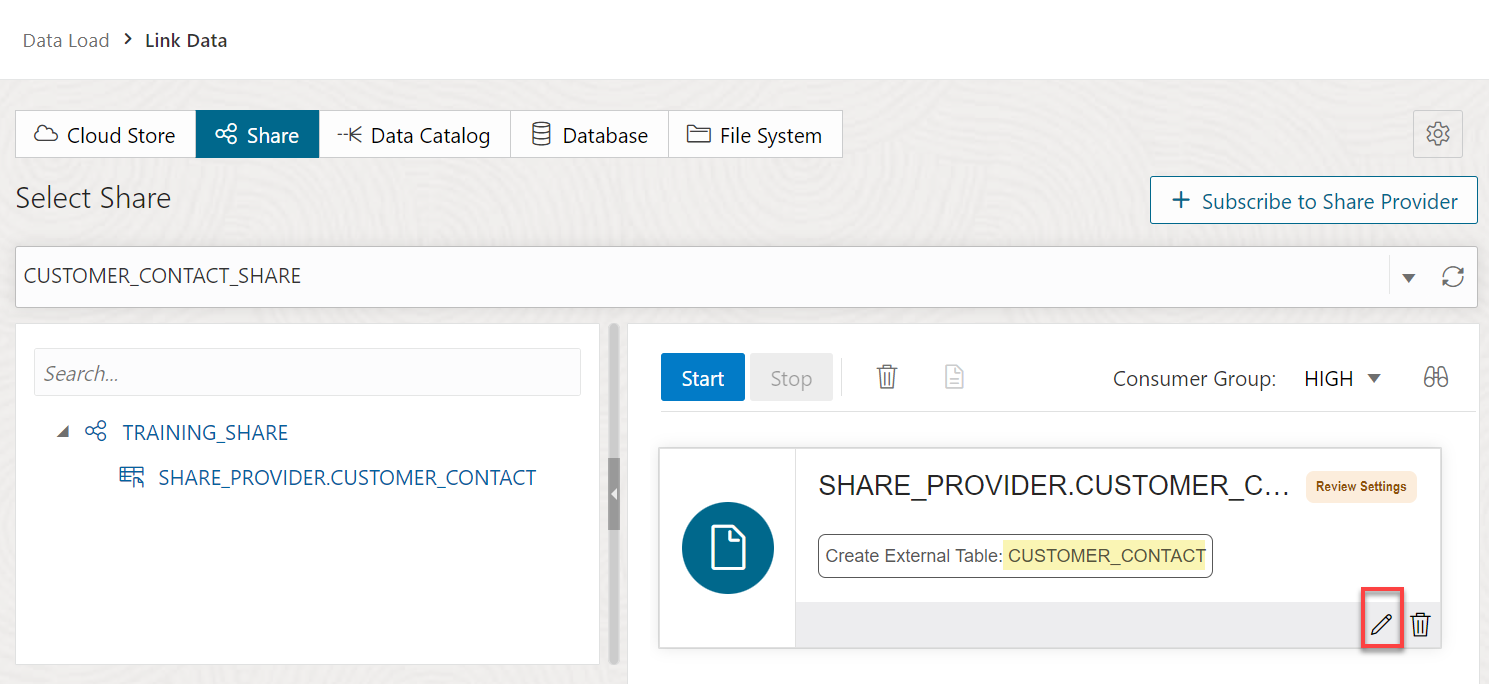 Data Load > Link Data
Cloud Store Share Data Catalog Database File System
Select Share
+ Subscribe to Share Provider
CUSTOMER_CONTACT_SHARE
Search...
TRAINING_SHARE
SHARE_PROVIDER.CUSTOMER_CONTACT
Start Stop Consumer Group: HIGH
SHARE_PROVIDER.CUSTOMER_C... Review Settings
Create External Table: CUSTOMER_CONTACT